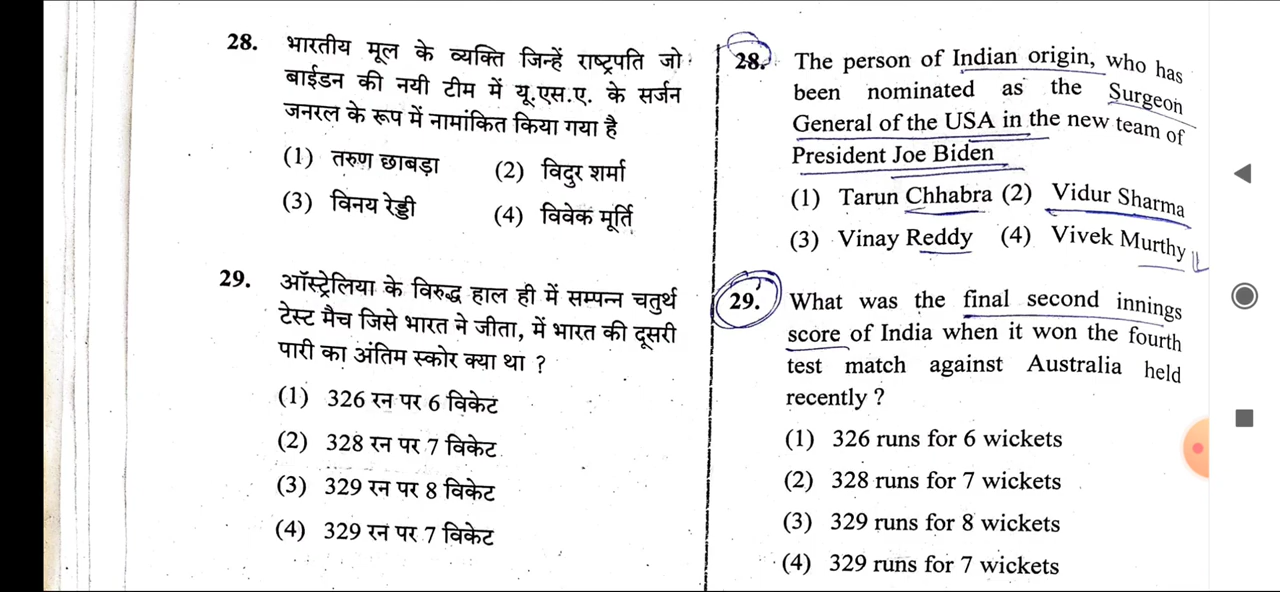 28. भारतीय मूल के व्यक्ति जिन्हें राष्ट्रपति जो
बाईडन की नयी टीम में यू.एस.ए. के सर्जन
जनरल के रूप में नामांकित किया गया है
(1) तरुण छाबड़ा (2) विदुर शर्मा
(3) विनय रेड्डी (4) विवेक मूर्ति
29. ऑस्ट्रेलिया के विरुद्ध हाल ही में सम्पन्न चतुर्थ
टेस्ट मैच जिसे भारत ने जीता, में भारत की दूसरी
पारी का अंतिम स्कोर क्या था ?
(1) 326 रन पर 6 विकेट
(2) 328 रन पर 7 विकेट
(3) 329 रन पर 8 विकेट
(4) 329 रन पर 7 विकेट
28. The person of Indian origin, who has
been nominated as the Surgeon
General of the USA in the new team of
President Joe Biden
(1) Tarun Chhabra (2) Vidur Sharma
(3) Vinay Reddy (4) Vivek Murthy
29. What was the final second innings
score of India when it won the fourth
test match against Australia held
recently ?
(1) 326 runs for 6 wickets
(2) 328 runs for 7 wickets
(3) 329 runs for 8 wickets
(4) 329 runs for 7 wickets